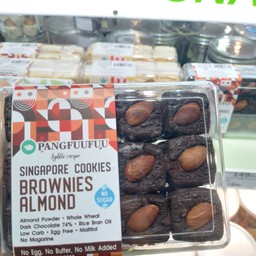 PANGFUUFUU
SINGAPORE COOKIES
BROWNIES
ALMOND
NO
SUGAR
Almond Powder • Whole Wheat
Dark Chocolate 74% • Rice Bran Oil
Low Carb • Egg Free • Maltitol
No Magarine
No Egg, No Butter, No Milk Added